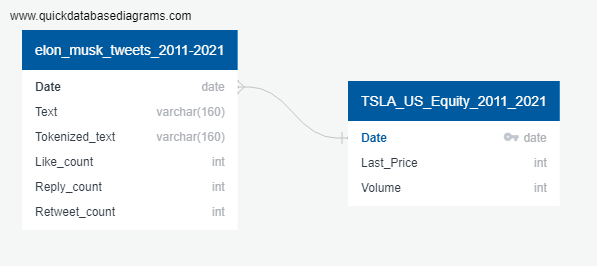 www.quickdatabasediagrams.com
elon_musk_tweets_2011-2021
Date date
Text varchar(160)
Tokenized_text varchar(160)
Like_count int
Reply_count int
Retweet_count int
TSLA_US_Equity_2011_2021
Date date
Last_Price int
Volume int